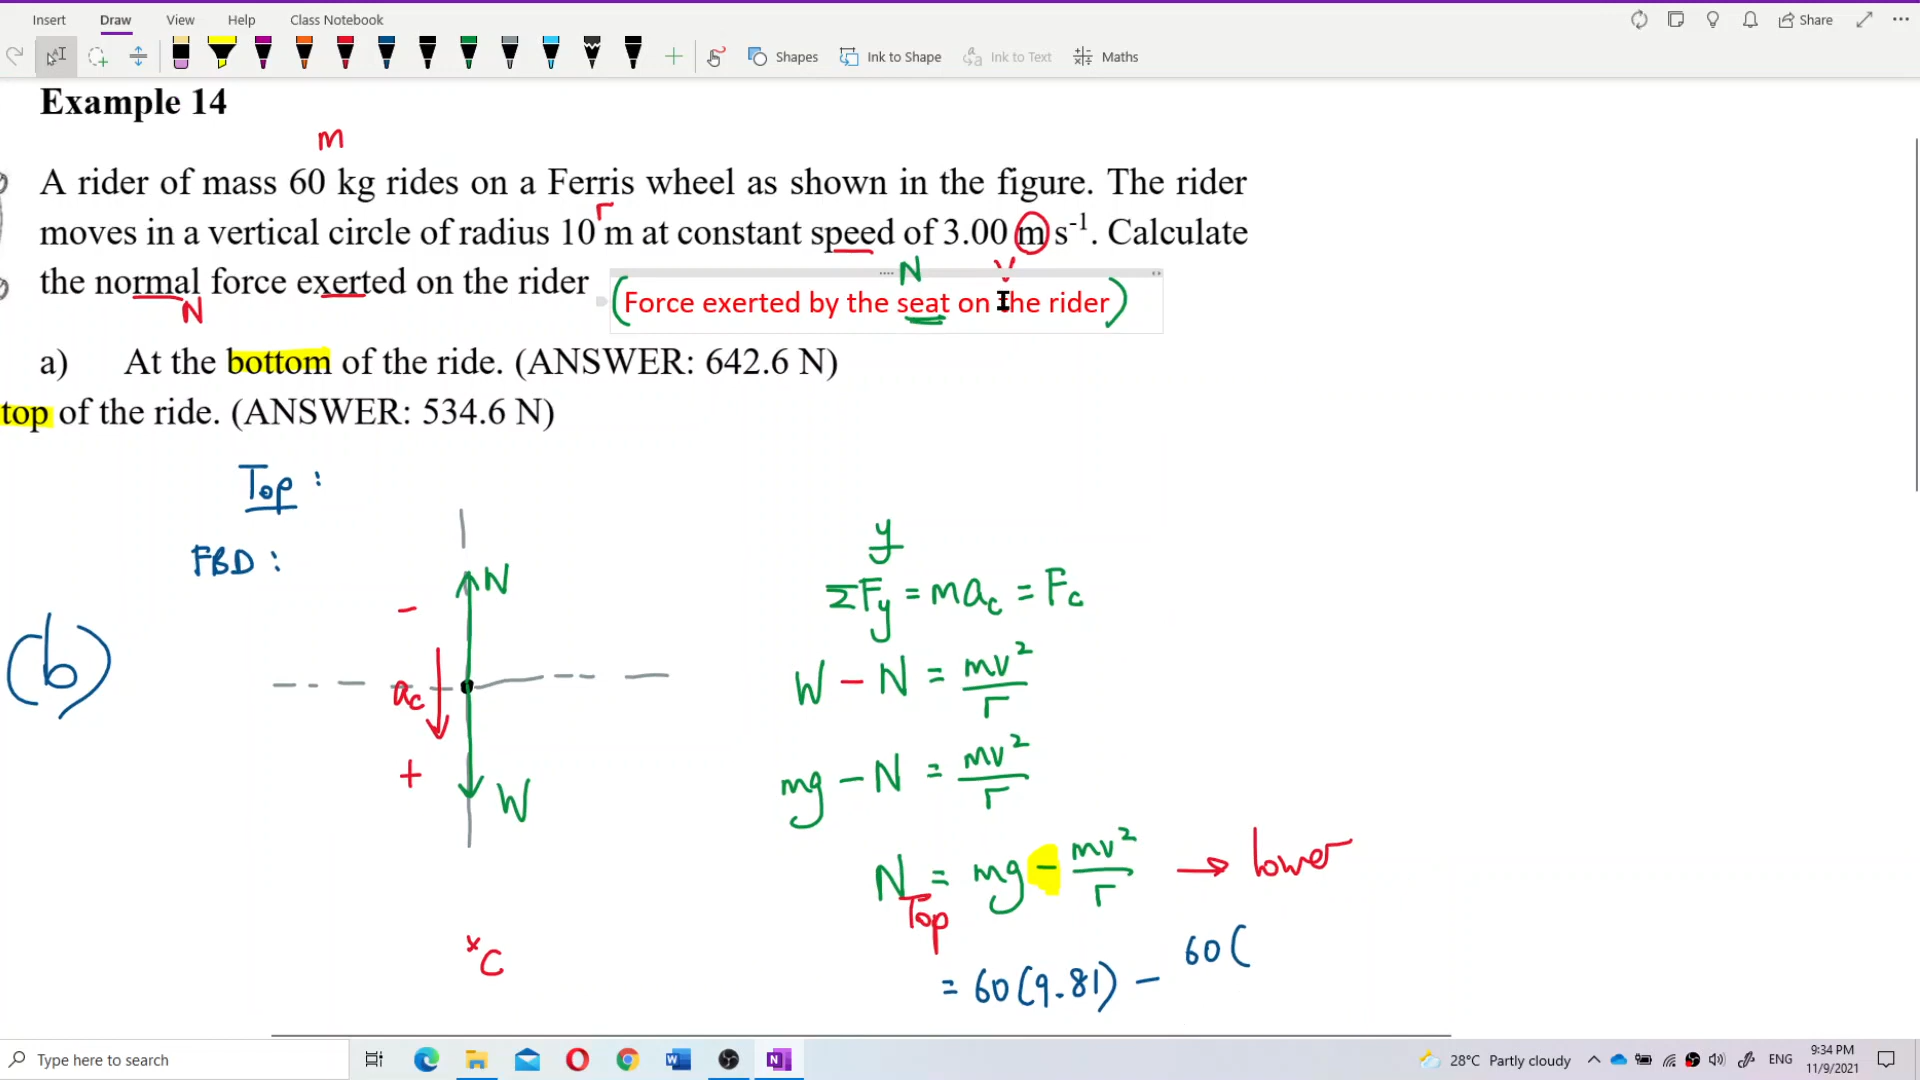 Insert Draw View Help Class Notebook Share
Shapes Ink to Shape Ink to Text Maths
Example 14
m
A rider of mass 60 kg rides on a Ferris wheel as shown in the figure. The rider
r
moves in a vertical circle of radius 10 m at constant speed of 3.00 m s⁻¹. Calculate
N v
the normal force exerted on the rider
N
(Force exerted by the seat on the rider)
a) At the bottom of the ride. (ANSWER: 642.6 N)
top of the ride. (ANSWER: 534.6 N)
Top :
FBD :
(b)
N
-
ac
+
W
*C
y
ΣFy = mac = Fc
W - N = mv²/r
mg - N = mv²/r
N Top = mg - mv²/r → lower
= 60(9.81) - 60(
Type here to search
28°C Partly cloudy ENG 9:34 PM
11/9/2021